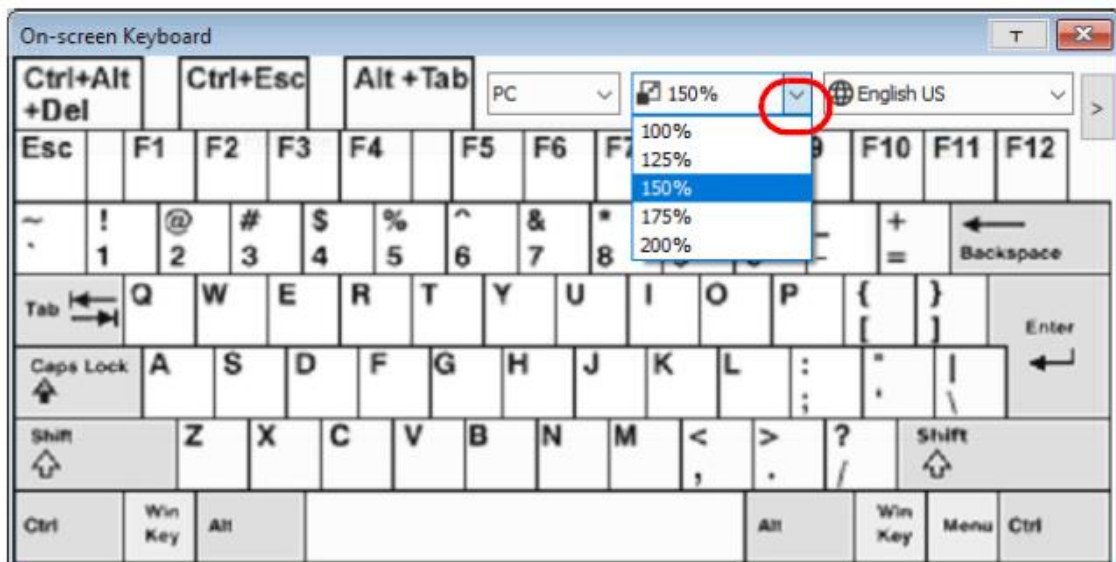 On-screen Keyboard T
Ctrl+Alt +Del Ctrl+Esc Alt +Tab PC 150% English US >
100%
125%
150%
175%
200%
Esc F1 F2 F3 F4 F5 F6 F10 F11 F12
~ ! @ # $ % ^ & * _ +
` 1 2 3 4 5 6 7 8 - =
Backspace
Tab Q W E R T Y U I O P { [ } ]
Enter
Caps Lock A S D F G H J K L : ; " ' | \
Shift Z X C V B N M < , > . ? / Shift
Ctrl Win Key Alt Alt Win Key Menu Ctrl